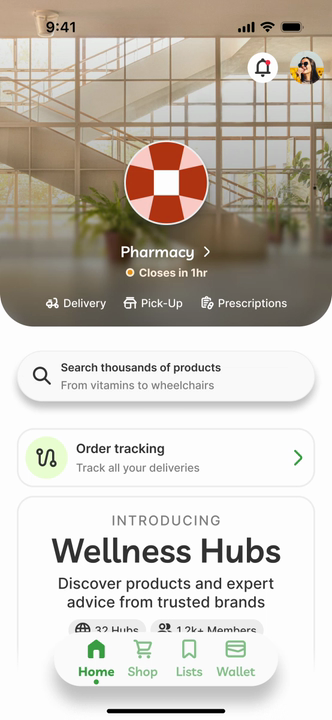 9:41
Pharmacy
Closes in 1hr
Delivery Pick-Up Prescriptions
Search thousands of products
From vitamins to wheelchairs
Order tracking
Track all your deliveries
INTRODUCING
Wellness Hubs
Discover products and expert
advice from trusted brands
32 Hubs 1.2k+ Members
Home Shop Lists Wallet